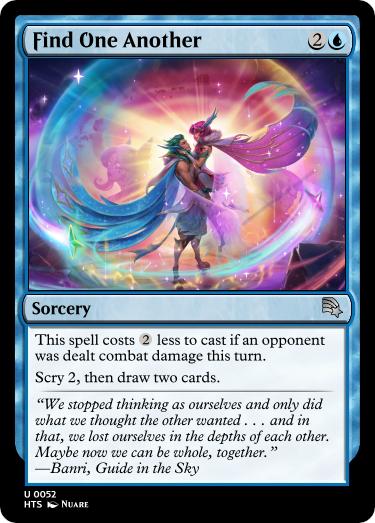 Find One Another 2
Sorcery
This spell costs 2 less to cast if an opponent
was dealt combat damage this turn.
Scry 2, then draw two cards.
“We stopped thinking as ourselves and only did
what we thought the other wanted . . . and in
that, we lost ourselves in the depths of each other.
Maybe now we can be whole, together.”
—Banri, Guide in the Sky
U 0052
HTS Nuare